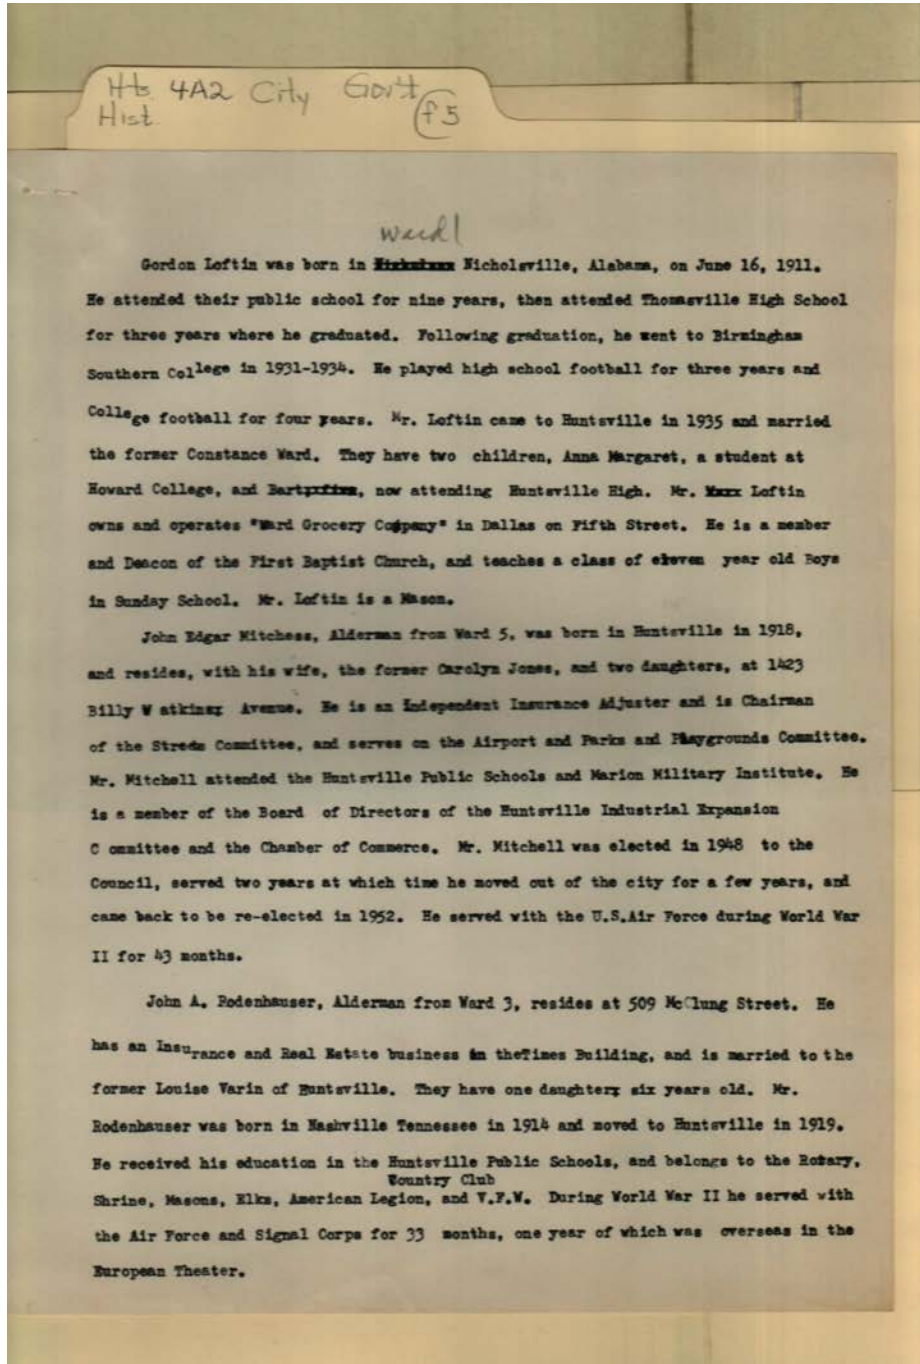 Hts 4A2 City Gov't
Hist. f5
Ward 1
Gordon Loftin was born in Nicholsville, Alabama, on June 16, 1911.
He attended their public school for nine years, then attended Thomasville High School
for three years where he graduated. Following graduation, he went to Birmingham
Southern College in 1931-1934. He played high school football for three years and
College football for four years. Mr. Loftin came to Huntsville in 1935 and married
the former Constance Ward. They have two children, Anna Margaret, a student at
Howard College, and , now attending Huntsville High. Mr. Loftin
owns and operates "Ward Grocery Company" in Dallas on Fifth Street. He is a member
and Deacon of the First Baptist Church, and teaches a class of eleven year old Boys
in Sunday School. Mr. Loftin is a Mason.
John Edgar Mitchess, Alderman from Ward 5, was born in Huntsville in 1918,
and resides, with his wife, the former Carolyn Jones, and two daughters, at 1423
Billy W atkins Avenue. He is an Independent Insurance Adjuster and is Chairman
of the Committee, and serves on the Airport and Parks and Playgrounds Committee.
Mr. Mitchell attended the Huntsville Public Schools and Marion Military Institute. He
is a member of the Board of Directors of the Huntsville Industrial Expansion
C ommittee and the Chamber of Commerce. Mr. Mitchell was elected in 1948 to the
Council, served two years at which time he moved out of the city for a few years, and
came back to be re-elected in 1952. He served with the U.S.Air Force during World War
II for 43 months.
John A. Rodenhauser, Alderman from Ward 3, resides at 509 McClung Street. He
has an Insurance and Real Estate business in theTimes Building, and is married to the
former Louise Varin of Huntsville. They have one daughter; six years old. Mr.
Rodenhauser was born in Nashville Tennessee in 1914 and moved to Huntsville in 1919.
He received his education in the Huntsville Public Schools, and belongs to the Rotary,
Country Club
Shrine, Masons, Elks, American Legion, and V.F.W. During World War II he served with
the Air Force and Signal Corps for 33 months, one year of which was overseas in the
European Theater.